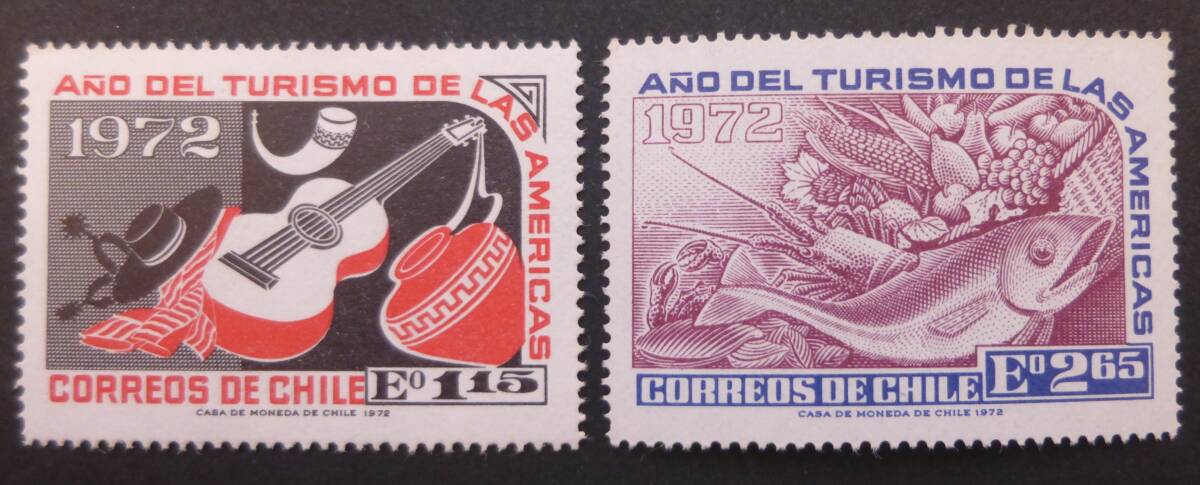 AÑO DEL TURISMO DE LAS AMERICAS
1972
CORREOS DE CHILE Eº 1 15
CASA DE MONEDA DE CHILE 1972
AÑO DEL TURISMO DE LAS AMERICAS
1972
CORREOS DE CHILE Eº 2 65
CASA DE MONEDA DE CHILE 1972